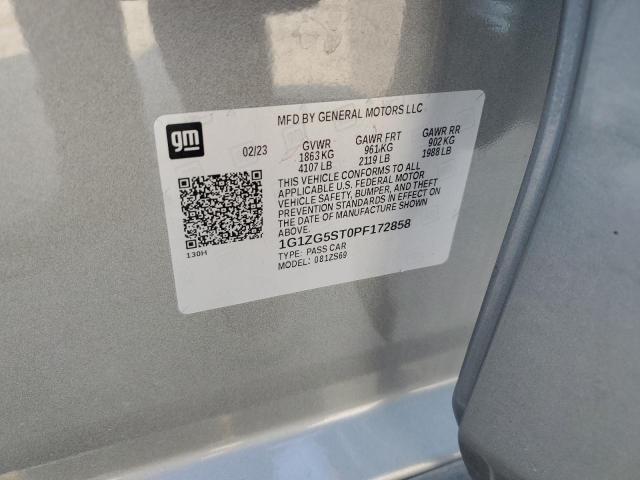 MFD BY GENERAL MOTORS LLC
gm
02/23 GVWR GAWR FRT GAWR RR
1863 KG 961 KG 902 KG
4107 LB 2119 LB 1988 LB
THIS VEHICLE CONFORMS TO ALL
APPLICABLE U.S. FEDERAL MOTOR
VEHICLE SAFETY, BUMPER, AND THEFT
PREVENTION STANDARDS IN EFFECT ON
THE DATE OF MANUFACTURE SHOWN
ABOVE.
1G1ZG5ST0PF172858
130H
TYPE: PASS CAR
MODEL: 081ZS69